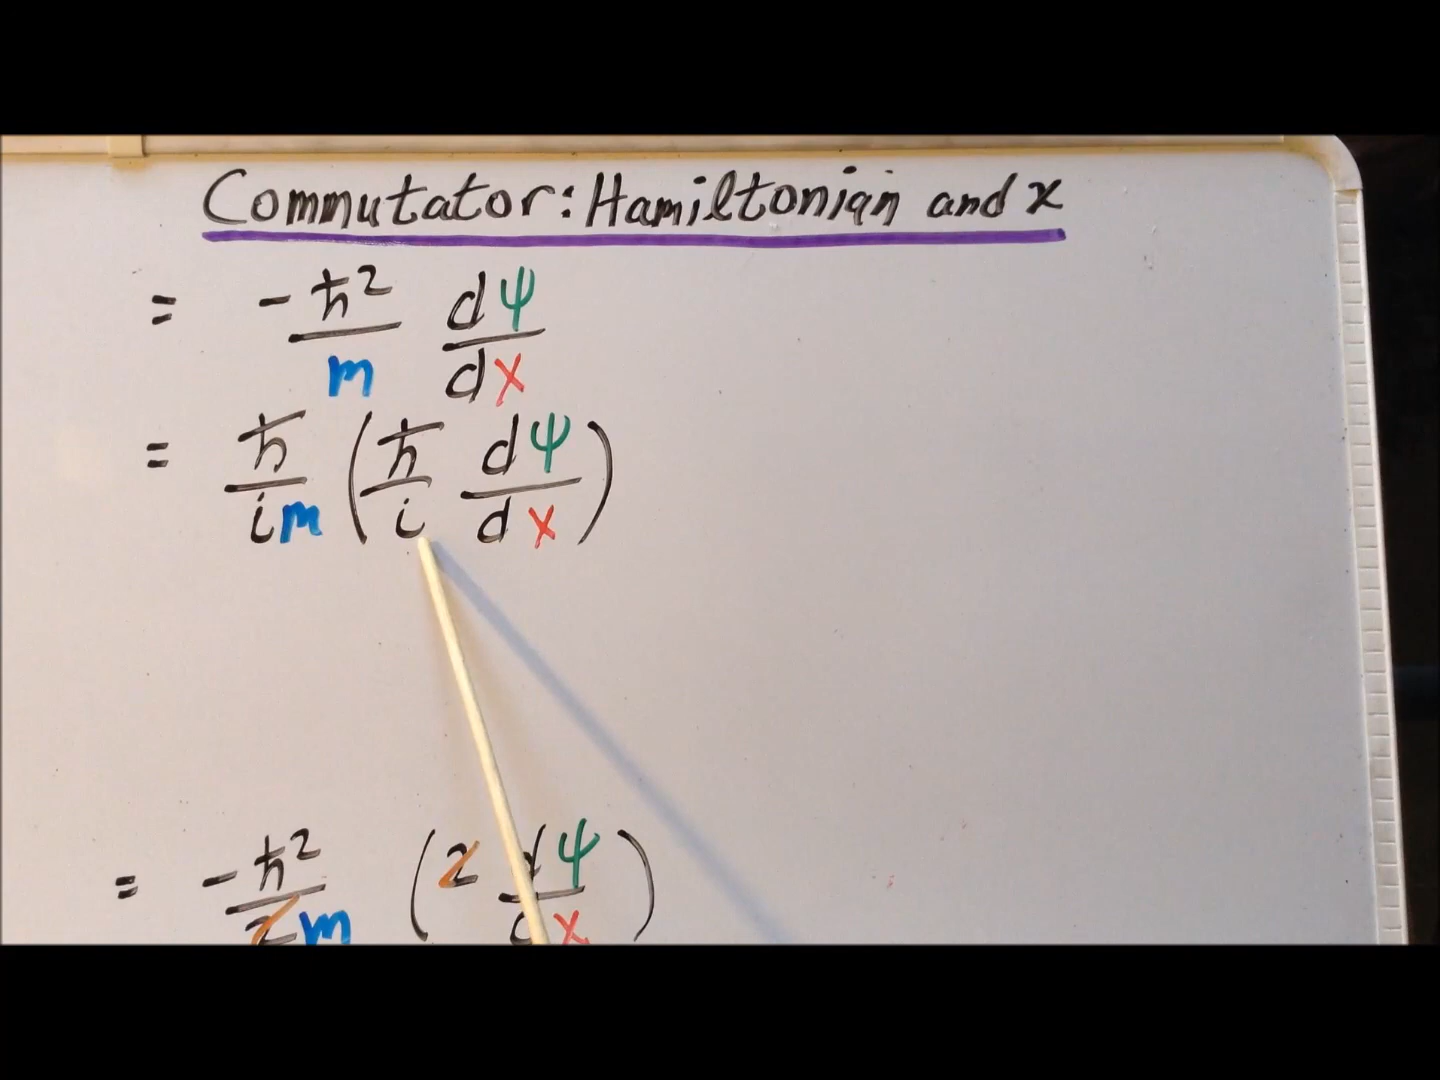 Commutator: Hamiltonian and x
= -ℏ²/m dψ/dx
= ℏ/im (ℏ/i dψ/dx)
= -ℏ²/2m (2 dψ/dx)